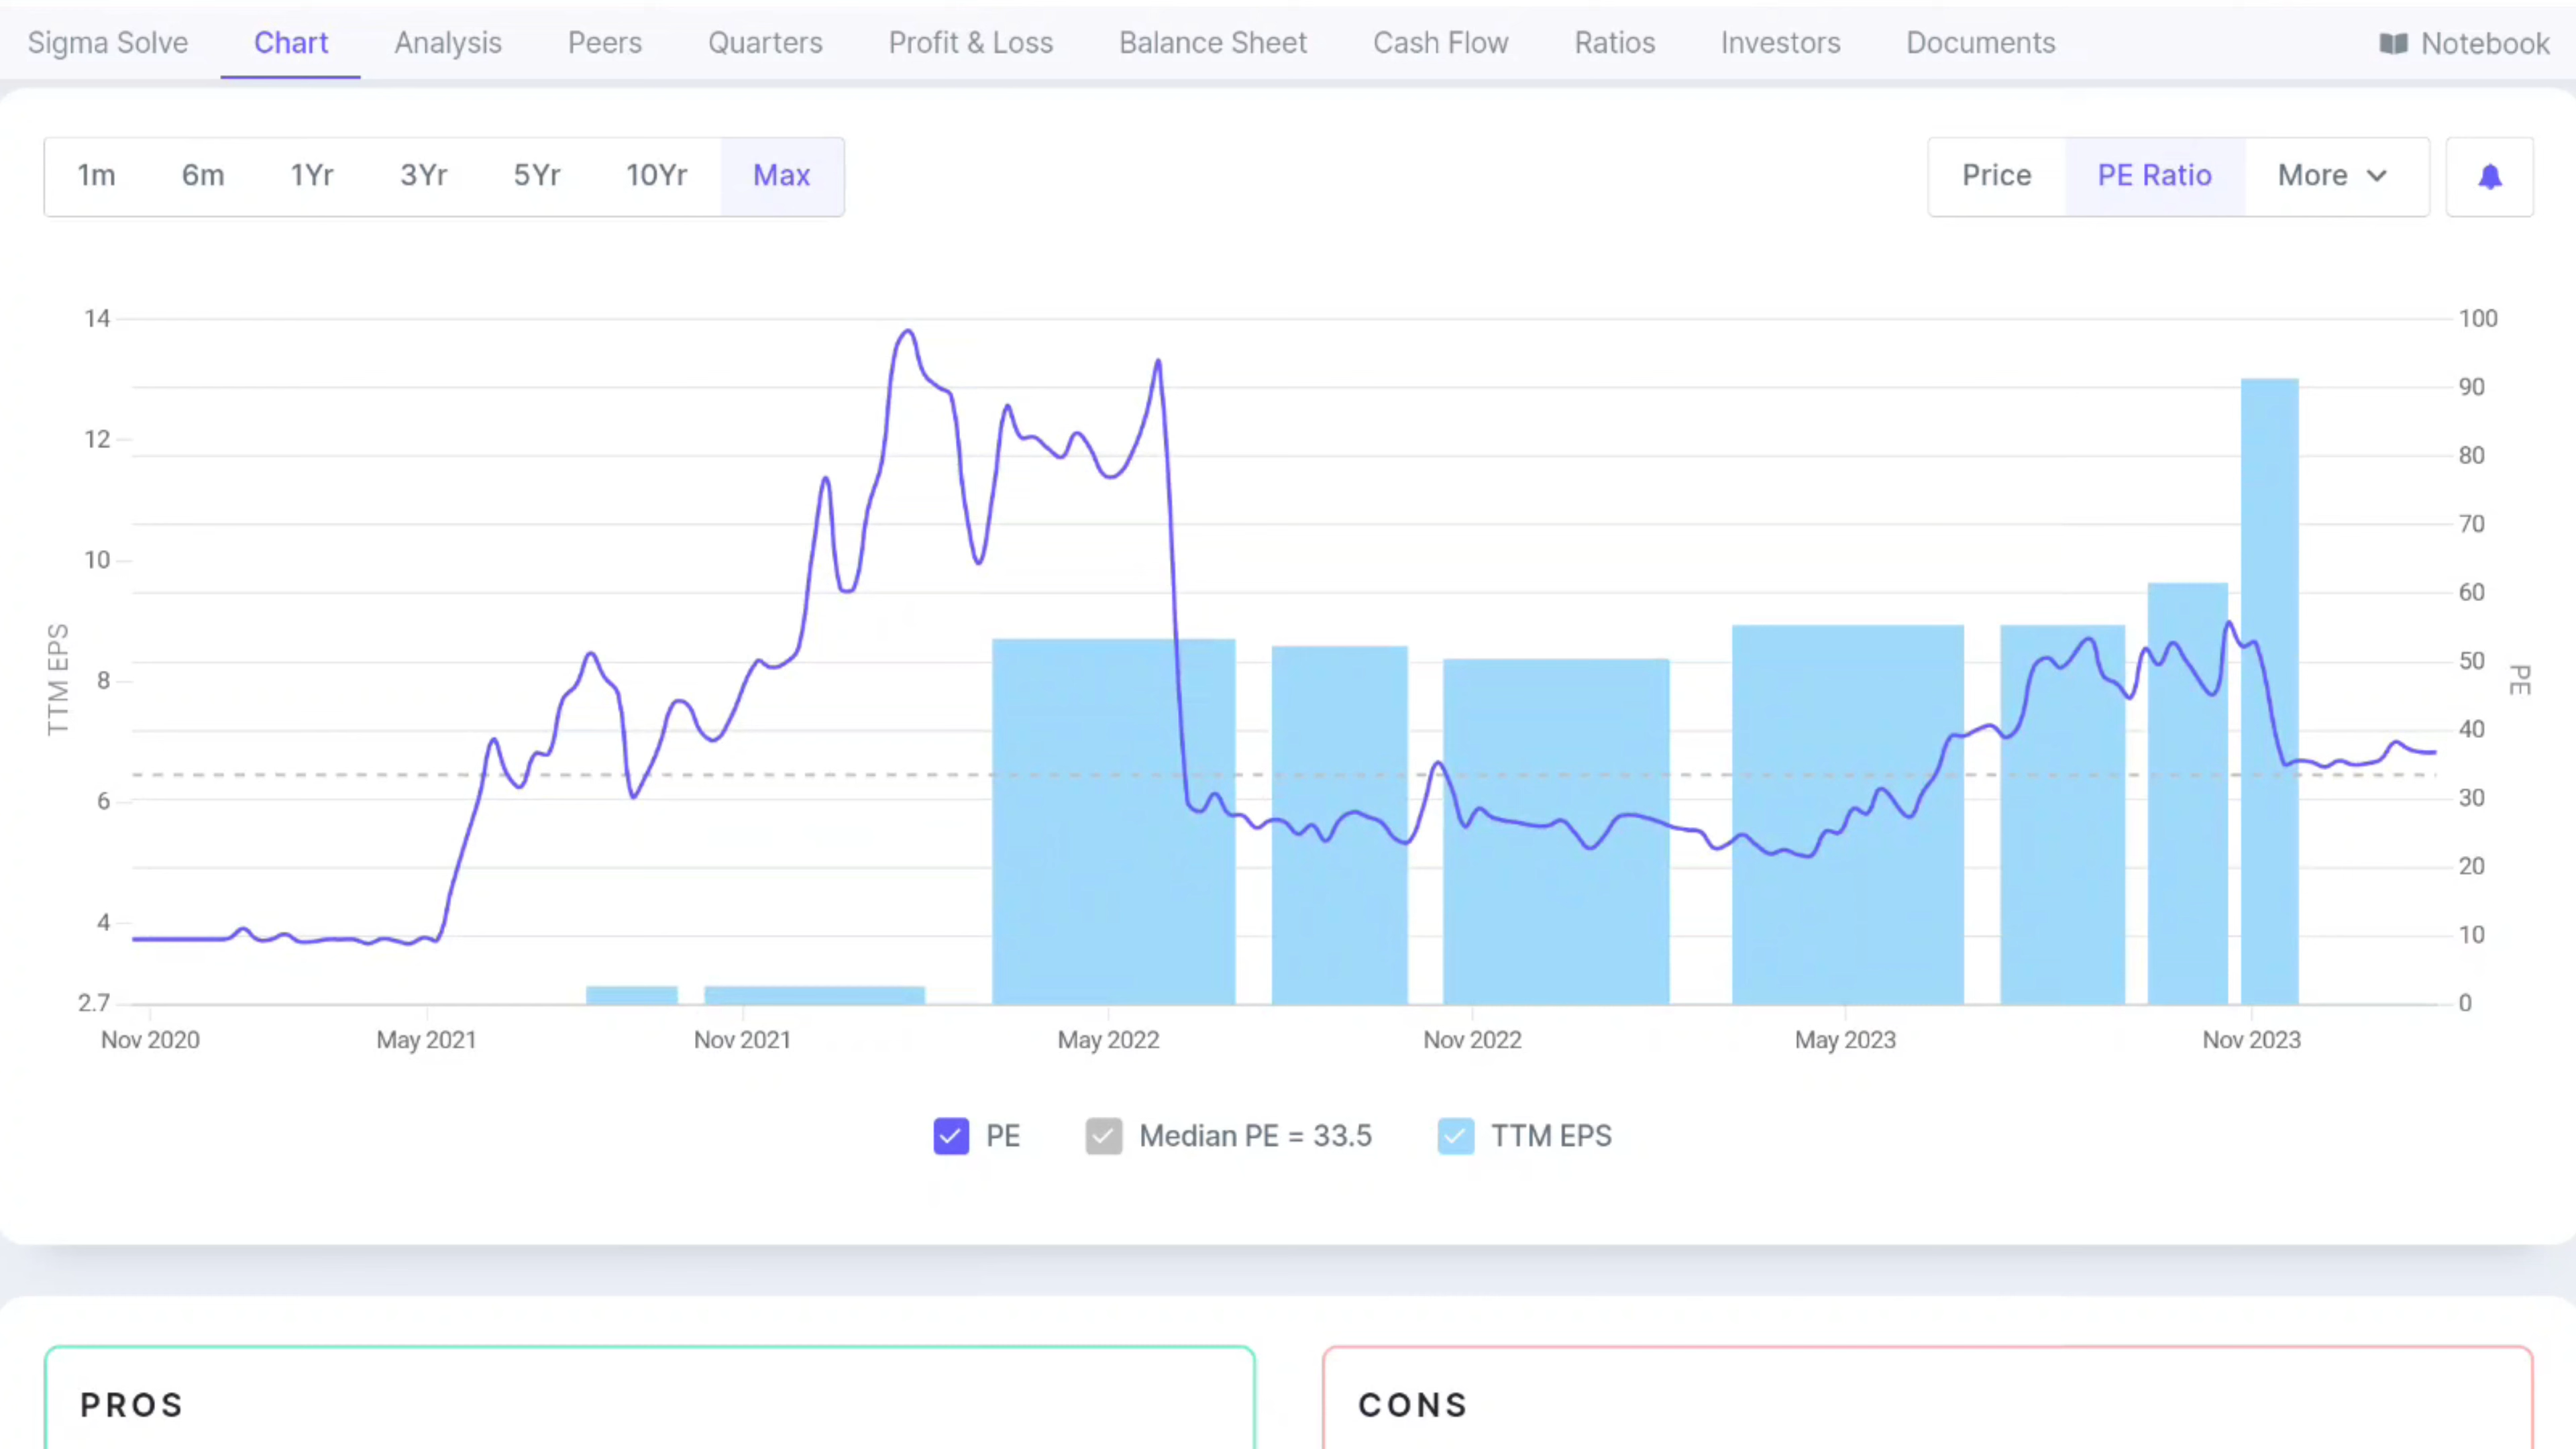 Sigma Solve Chart Analysis Peers Quarters Profit & Loss Balance Sheet Cash Flow Ratios Investors Documents Notebook
1m 6m 1Yr 3Yr 5Yr 10Yr Max Price PE Ratio More
14 100
90
12
80
70
10
60
8 50
40
6 30
20
4
10
2.7 0
TTM EPS
PE
Nov 2020 May 2021 Nov 2021 May 2022 Nov 2022 May 2023 Nov 2023
PE Median PE = 33.5 TTM EPS
PROS CONS